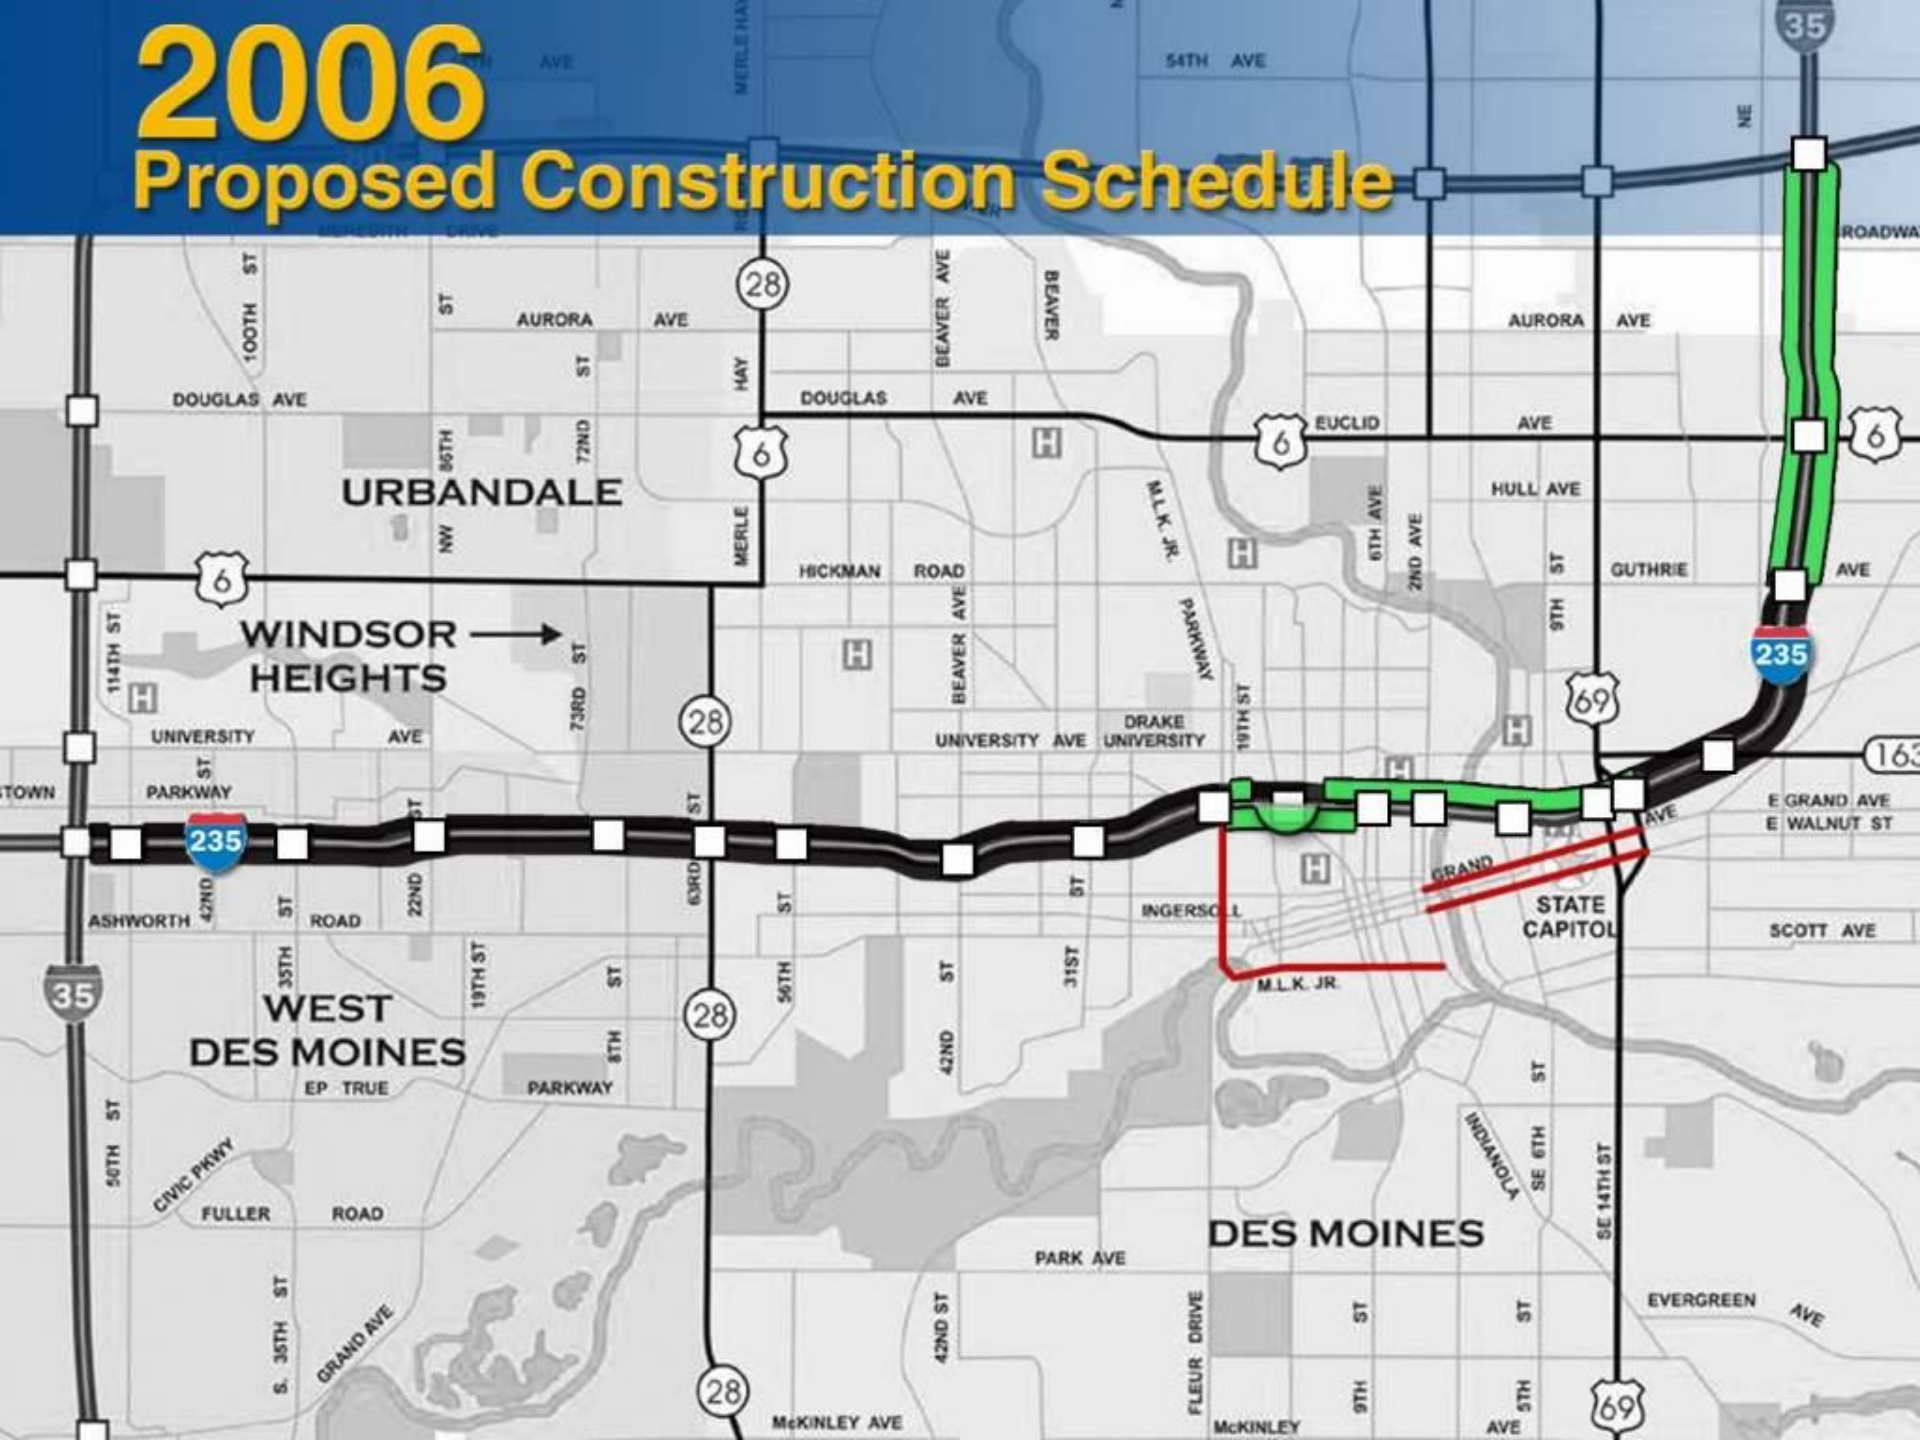 2006
Proposed Construction Schedule
AVE
MERLE HAY
54TH AVE
NE
35
MEREDITH DRIVE
ROADWA
100TH ST
ST
AURORA AVE
28
BEAVER AVE
BEAVER
AURORA AVE
DOUGLAS AVE
72ND ST
HAY
DOUGLAS AVE
6
EUCLID AVE
6
NW 86TH
URBANDALE
6
MERLE
M.L.K. JR.
PARKWAY
6TH AVE
2ND AVE
HULL AVE
6
HICKMAN ROAD
9TH ST
GUTHRIE AVE
114TH ST
WINDSOR
HEIGHTS
73RD ST
H
H
H
H
BEAVER AVE
235
69
28
UNIVERSITY AVE
UNIVERSITY AVE
DRAKE
UNIVERSITY
19TH ST
H
H
163
STOWN
PARKWAY
ST
ST
63RD ST
E GRAND AVE
E WALNUT ST
AVE
235
42ND
22ND
H
GRAND
ASHWORTH ROAD
35TH ST
INGERSOLL
STATE
CAPITOL
SCOTT AVE
35
WEST
DES MOINES
19TH ST
8TH ST
28
56TH ST
42ND ST
31ST ST
M.L.K. JR.
EP TRUE PARKWAY
50TH ST
CIVIC PKWY
FULLER ROAD
INDIANOLA
SE 6TH ST
SE 14TH ST
DES MOINES
PARK AVE
S. 35TH ST
GRAND AVE
42ND ST
FLEUR DRIVE
9TH ST
5TH ST
EVERGREEN AVE
28
69
McKINLEY AVE
McKINLEY AVE